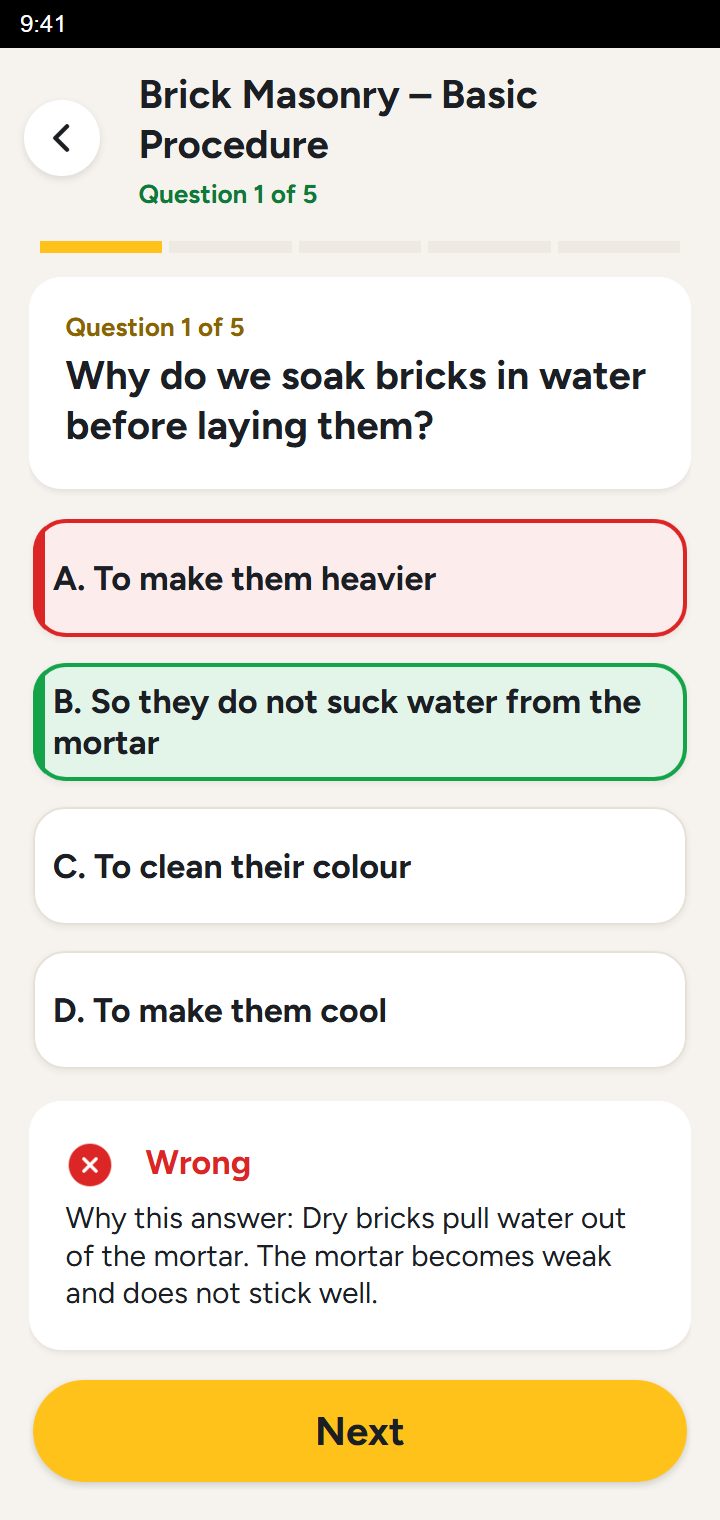 9:41
Brick Masonry – Basic
Procedure
Question 1 of 5
Question 1 of 5
Why do we soak bricks in water
before laying them?
A. To make them heavier
B. So they do not suck water from the
mortar
C. To clean their colour
D. To make them cool
Wrong
Why this answer: Dry bricks pull water out
of the mortar. The mortar becomes weak
and does not stick well.
Next